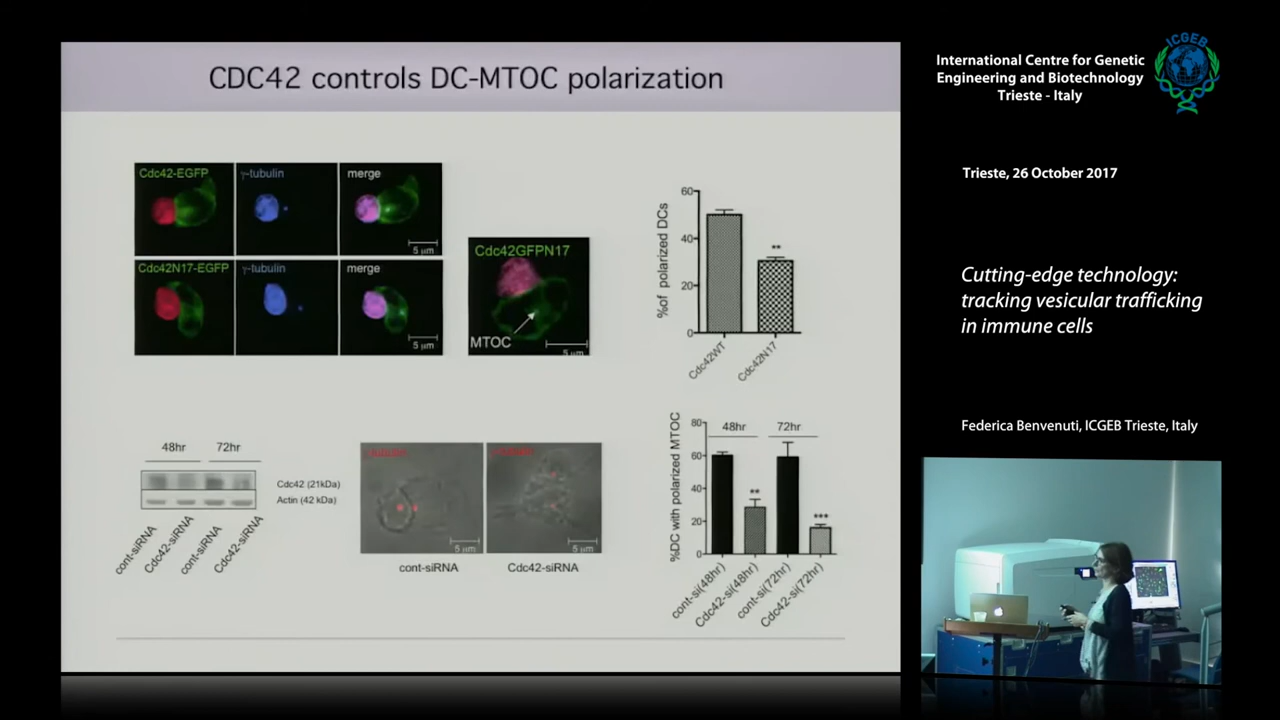 CDC42 controls DC-MTOC polarization
Cdc42-EGFP
γ-tubulin
merge
5 μm
Cdc42N17-EGFP
γ-tubulin
merge
5 μm
Cdc42GFPN17
MTOC
5 μm
%of polarized DCs
60
40
20
0
**
Cdc42WT
Cdc42N17
48hr
72hr
Cdc42 (21kDa)
Actin (42 kDa)
cont-siRNA
Cdc42-siRNA
cont-siRNA
Cdc42-siRNA
γ-tubulin
5 μm
5 μm
cont-siRNA
Cdc42-siRNA
%DC with polarized MTOC
80
60
40
20
0
48hr
72hr
**
***
cont-si(48hr)
Cdc42-si(48hr)
cont-si(72hr)
Cdc42-si(72hr)
International Centre for Genetic
Engineering and Biotechnology
Trieste - Italy
ICGEB
Trieste, 26 October 2017
Cutting-edge technology:
tracking vesicular trafficking
in immune cells
Federica Benvenuti, ICGEB Trieste, Italy